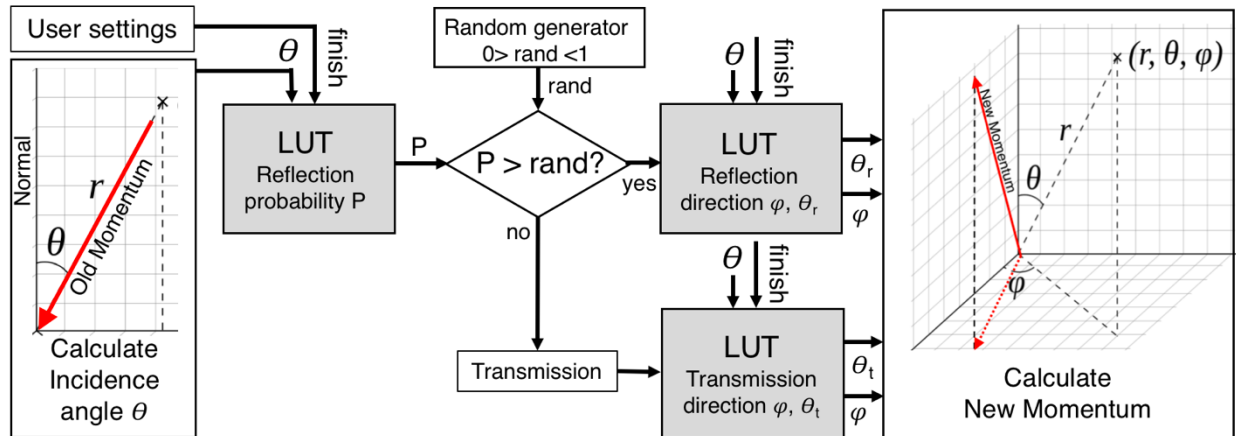 User settings
θ
finish
Normal
r
θ
Old Momentum
Calculate
Incidence
angle θ
LUT
Reflection
probability P
P
Random generator
0> rand <1
rand
P > rand?
yes
no
Transmission
θ
finish
LUT
Reflection
direction φ, θr
θr
φ
θ
finish
LUT
Transmission
direction φ, θt
θt
φ
(r, θ, φ)
New Momentum
r
θ
φ
Calculate
New Momentum